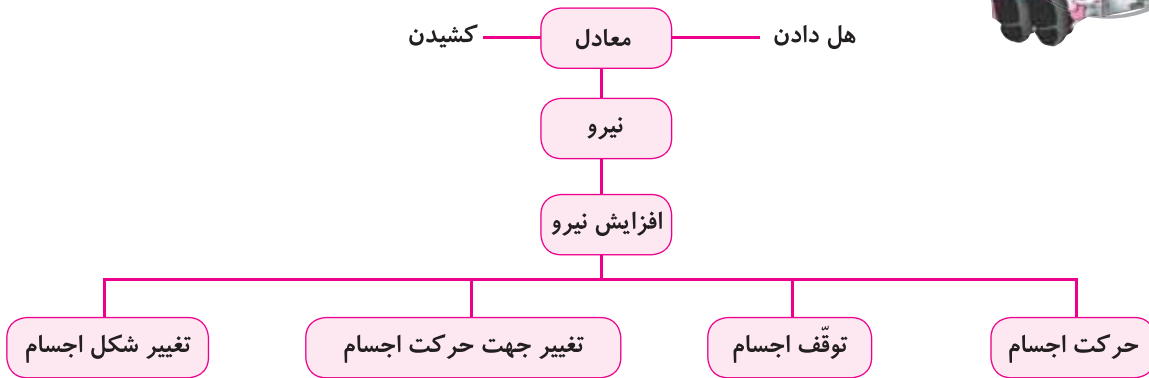 هل دادن
معادل
کشیدن
نیرو
افزایش نیرو
حرکت اجسام
توقّف اجسام
تغییر جهت حرکت اجسام
تغییر شکل اجسام